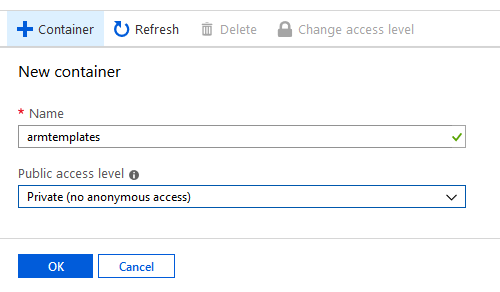 Container Refresh Delete Change access level
New container
* Name
armtemplates
Public access level
Private (no anonymous access)
OK Cancel